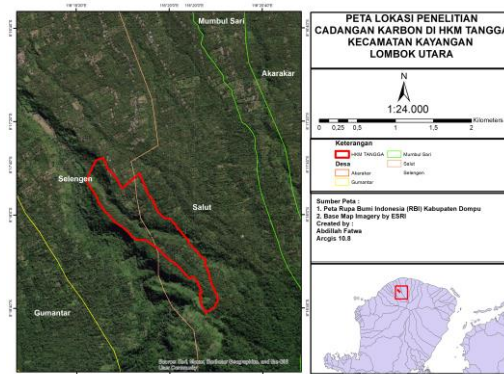 Mumbul Sari
Akarakar
Selengen
Salut
Gumantar
PETA LOKASI PENELITIAN
CADANGAN KARBON DI HKM TANGGA
KECAMATAN KAYANGAN
LOMBOK UTARA
N
1:24.000
Kilometers
0 0,25 0,5 1 1,5 2
Keterangan
HKM TANGGA
Desa
Akarakar
Gumantar
Mumbul Sari
Salut
Selengen
Sumber Peta :
1. Peta Rupa Bumi Indonesia (RBI) Kabupaten Dompu
2. Base Map Imagery by ESRI
Created by :
Abdillah Fatwa
Arcgis 10.8
User Community